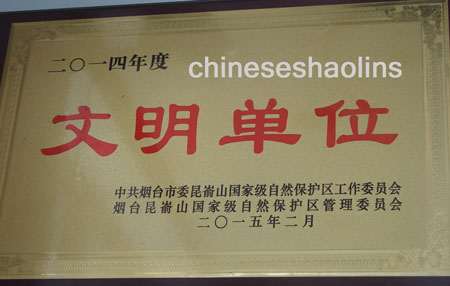 二〇一四年度
chineseshaolins
文明单位
中共烟台市委昆嵛山国家级自然保护区工作委员会
烟台昆嵛山国家级自然保护区管理委员会
二〇一五年二月